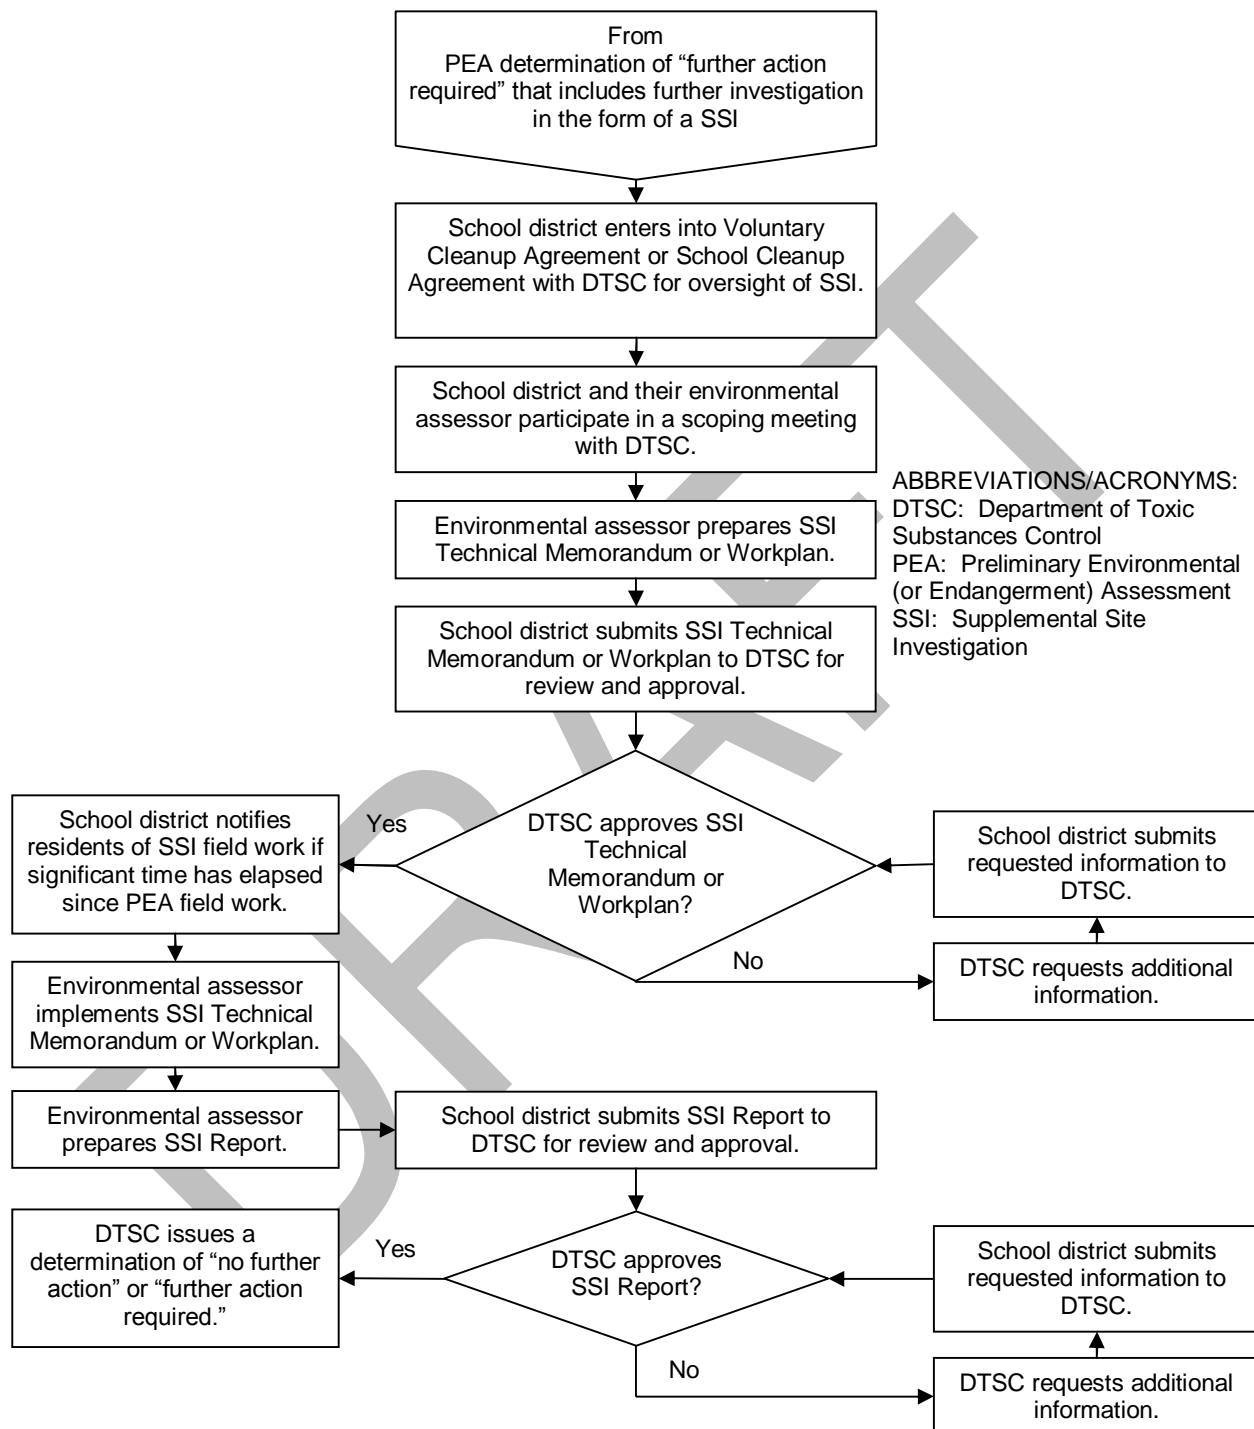 From
PEA determination of “further action
required” that includes further investigation
in the form of a SSI
School district enters into Voluntary
Cleanup Agreement or School Cleanup
Agreement with DTSC for oversight of SSI.
School district and their environmental
assessor participate in a scoping meeting
with DTSC.
ABBREVIATIONS/ACRONYMS:
DTSC: Department of Toxic
Substances Control
PEA: Preliminary Environmental
(or Endangerment) Assessment
SSI: Supplemental Site
Investigation
Environmental assessor prepares SSI
Technical Memorandum or Workplan.
School district submits SSI Technical
Memorandum or Workplan to DTSC for
review and approval.
DTSC approves SSI
Technical
Memorandum or
Workplan?
Yes
No
School district notifies
residents of SSI field work if
significant time has elapsed
since PEA field work.
School district submits
requested information to
DTSC.
DTSC requests additional
information.
Environmental assessor
implements SSI Technical
Memorandum or Workplan.
Environmental assessor
prepares SSI Report.
School district submits SSI Report to
DTSC for review and approval.
DTSC approves
SSI Report?
Yes
No
DTSC issues a
determination of “no further
action” or “further action
required.”
School district submits
requested information to
DTSC.
DTSC requests additional
information.
DRAFT